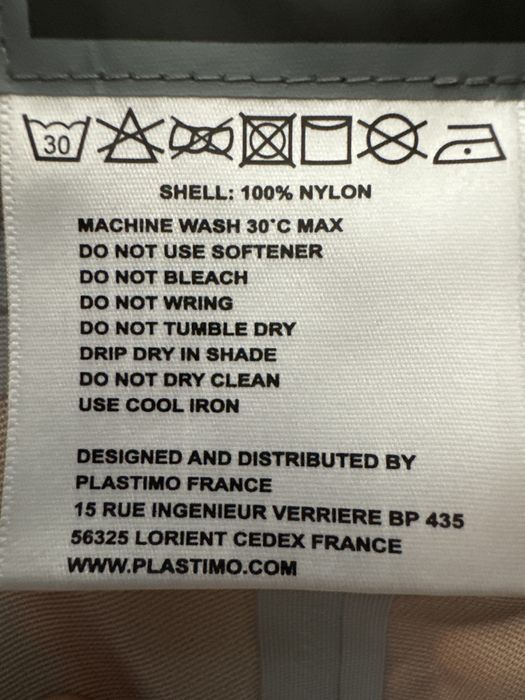 30
SHELL: 100% NYLON
MACHINE WASH 30°C MAX
DO NOT USE SOFTENER
DO NOT BLEACH
DO NOT WRING
DO NOT TUMBLE DRY
DRIP DRY IN SHADE
DO NOT DRY CLEAN
USE COOL IRON
DESIGNED AND DISTRIBUTED BY
PLASTIMO FRANCE
15 RUE INGENIEUR VERRIERE BP 435
56325 LORIENT CEDEX FRANCE
WWW.PLASTIMO.COM